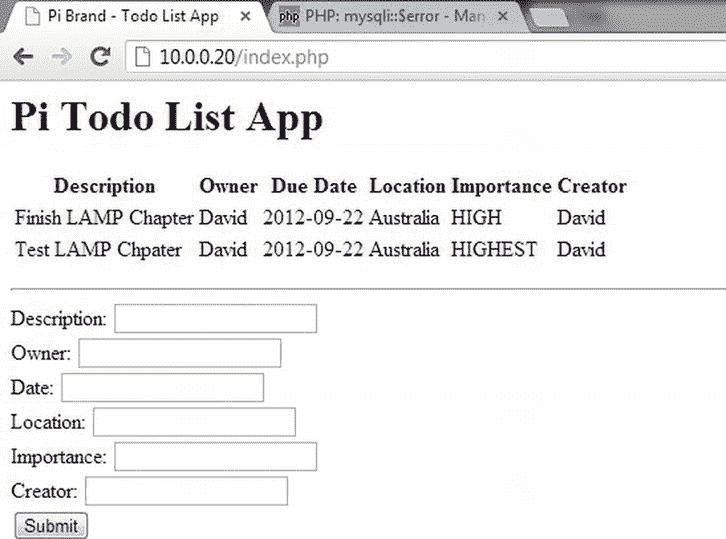 Pi Brand - Todo List App × php PHP: mysqli::$error - Man ×
10.0.0.20/index.php
Pi Todo List App
Description Owner Due Date Location Importance Creator
Finish LAMP Chapter David 2012-09-22 Australia HIGH David
Test LAMP Chpater David 2012-09-22 Australia HIGHEST David
Description:
Owner:
Date:
Location:
Importance:
Creator:
Submit